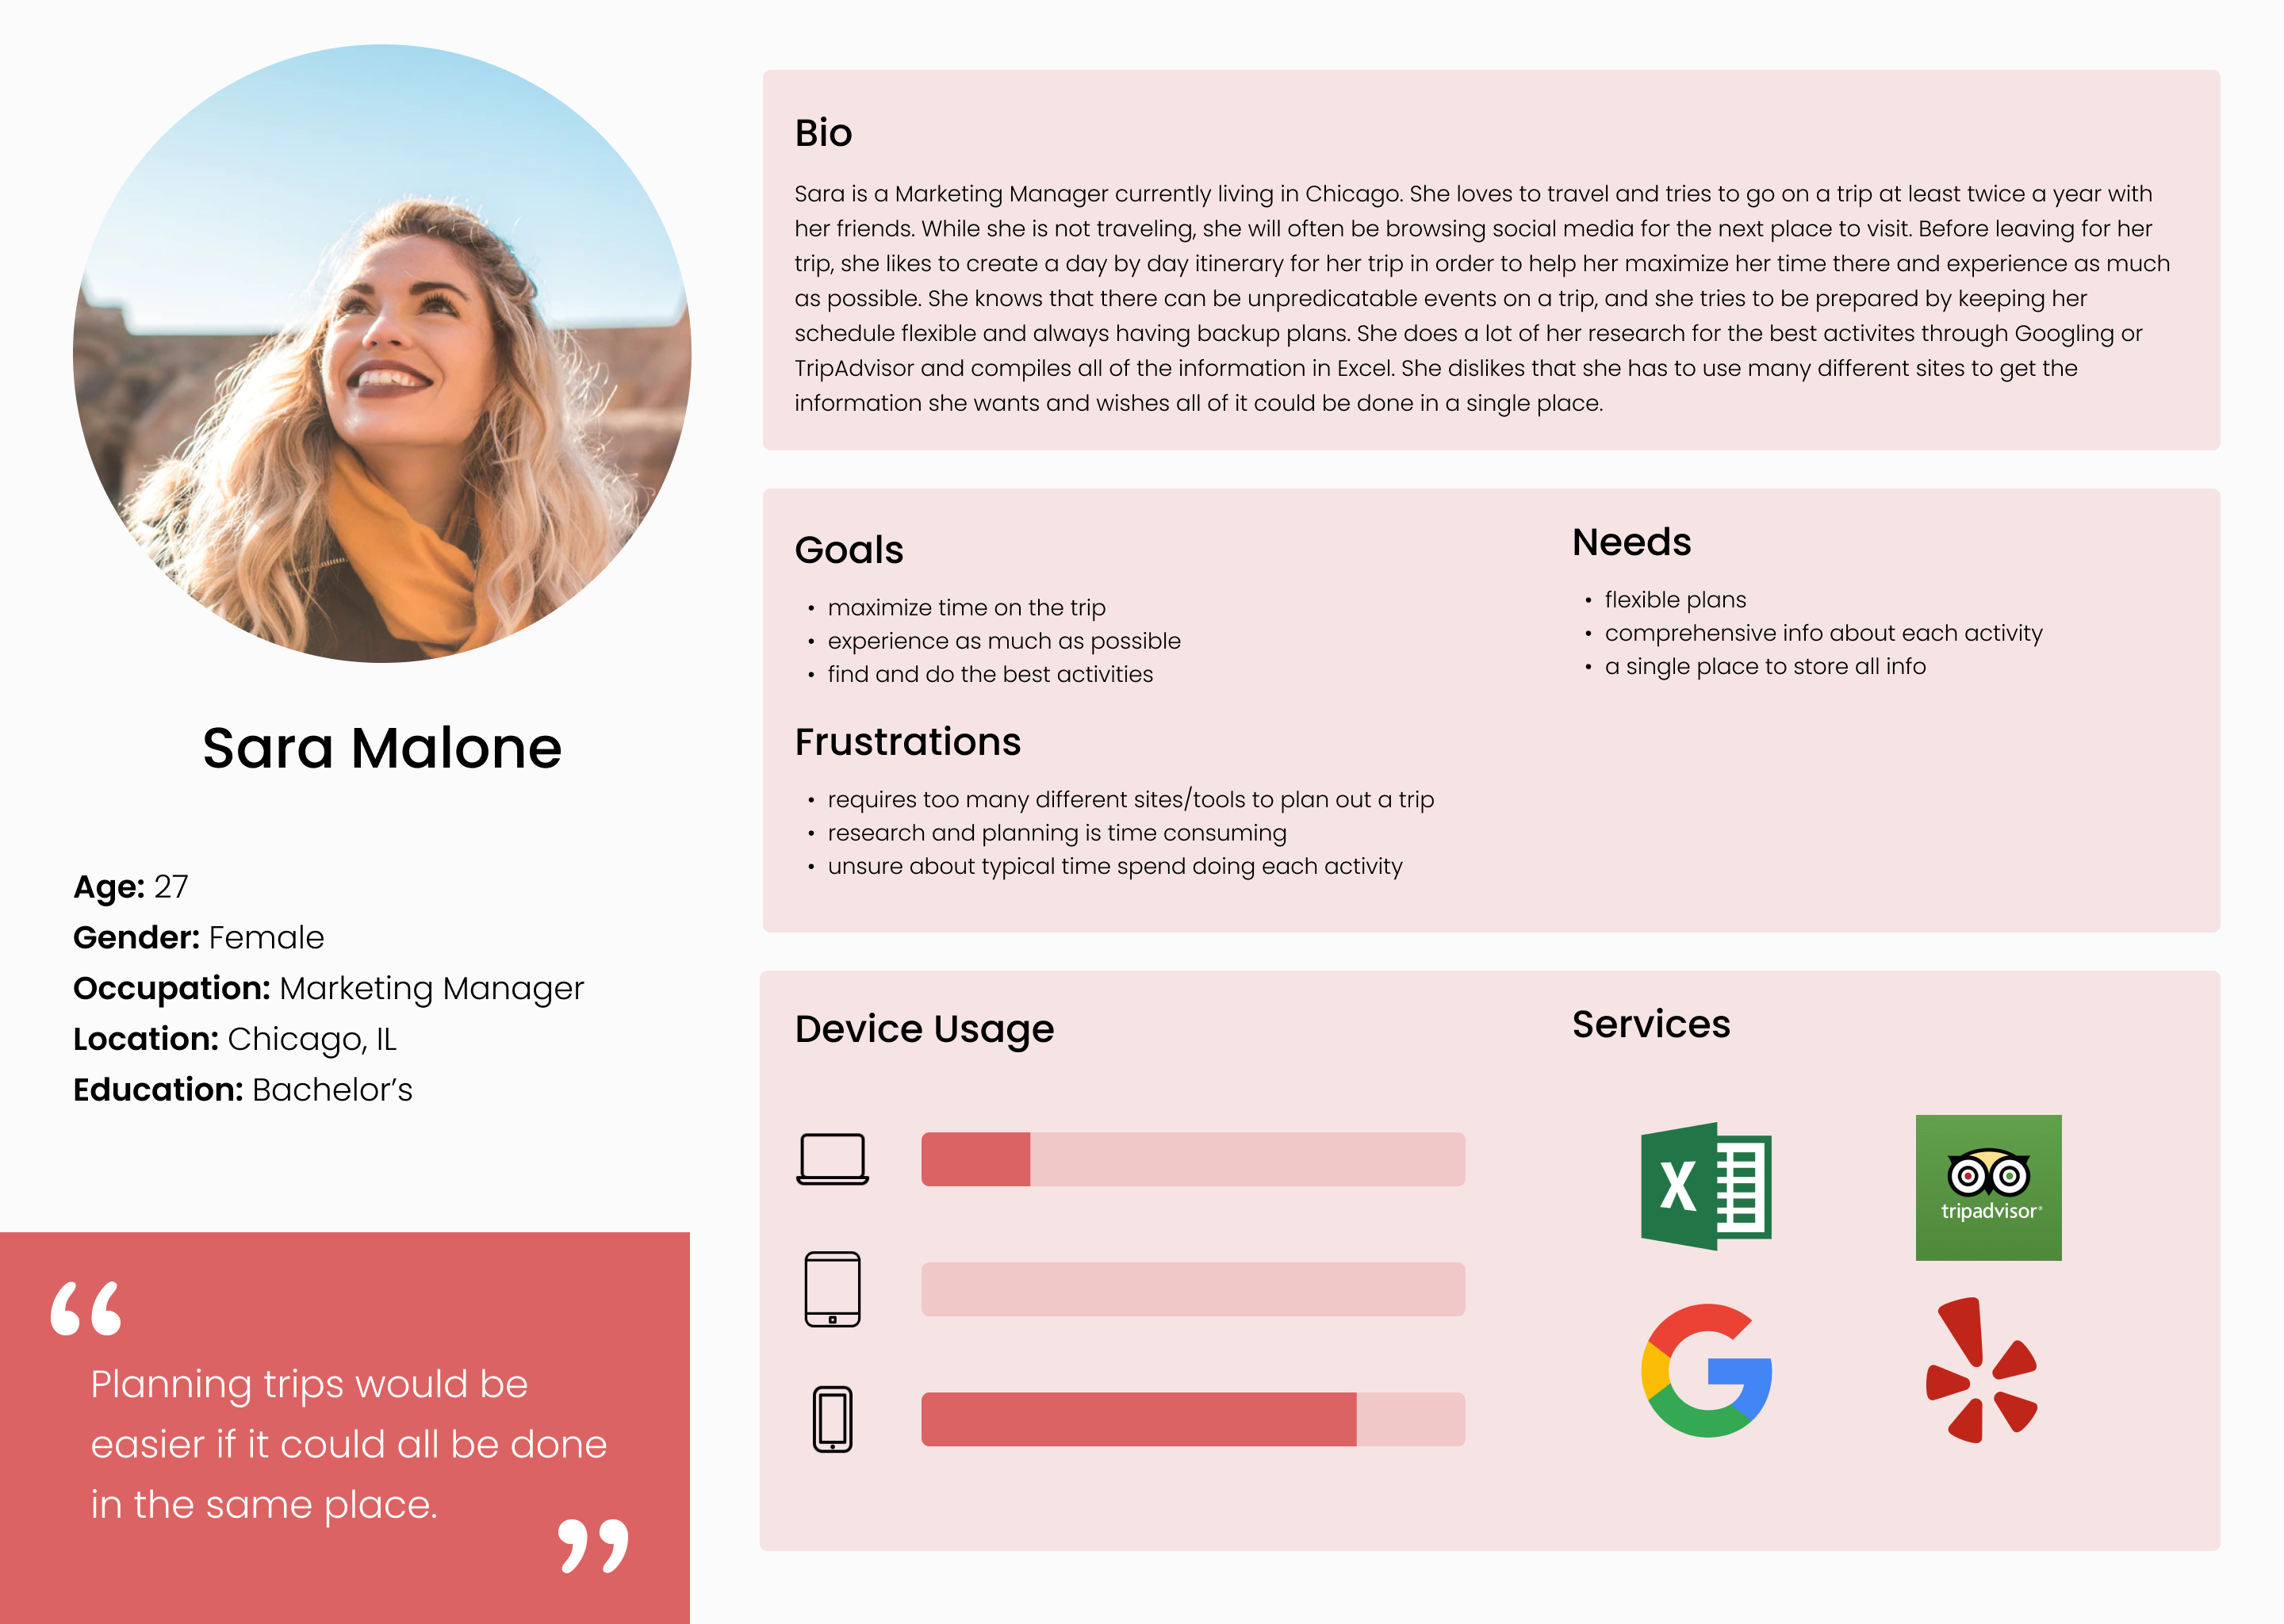 Sara Malone
Age: 27
Gender: Female
Occupation: Marketing Manager
Location: Chicago, IL
Education: Bachelor’s
“
Planning trips would be
easier if it could all be done
in the same place.
”
Bio
Sara is a Marketing Manager currently living in Chicago. She loves to travel and tries to go on a trip at least twice a year with
her friends. While she is not traveling, she will often be browsing social media for the next place to visit. Before leaving for her
trip, she likes to create a day by day itinerary for her trip in order to help her maximize her time there and experience as much
as possible. She knows that there can be unpredicatable events on a trip, and she tries to be prepared by keeping her
schedule flexible and always having backup plans. She does a lot of her research for the best activites through Googling or
TripAdvisor and compiles all of the information in Excel. She dislikes that she has to use many different sites to get the
information she wants and wishes all of it could be done in a single place.
Goals
• maximize time on the trip
• experience as much as possible
• find and do the best activities
Frustrations
• requires too many different sites/tools to plan out a trip
• research and planning is time consuming
• unsure about typical time spend doing each activity
Needs
• flexible plans
• comprehensive info about each activity
• a single place to store all info
Device Usage
Services
X
tripadvisor®
G